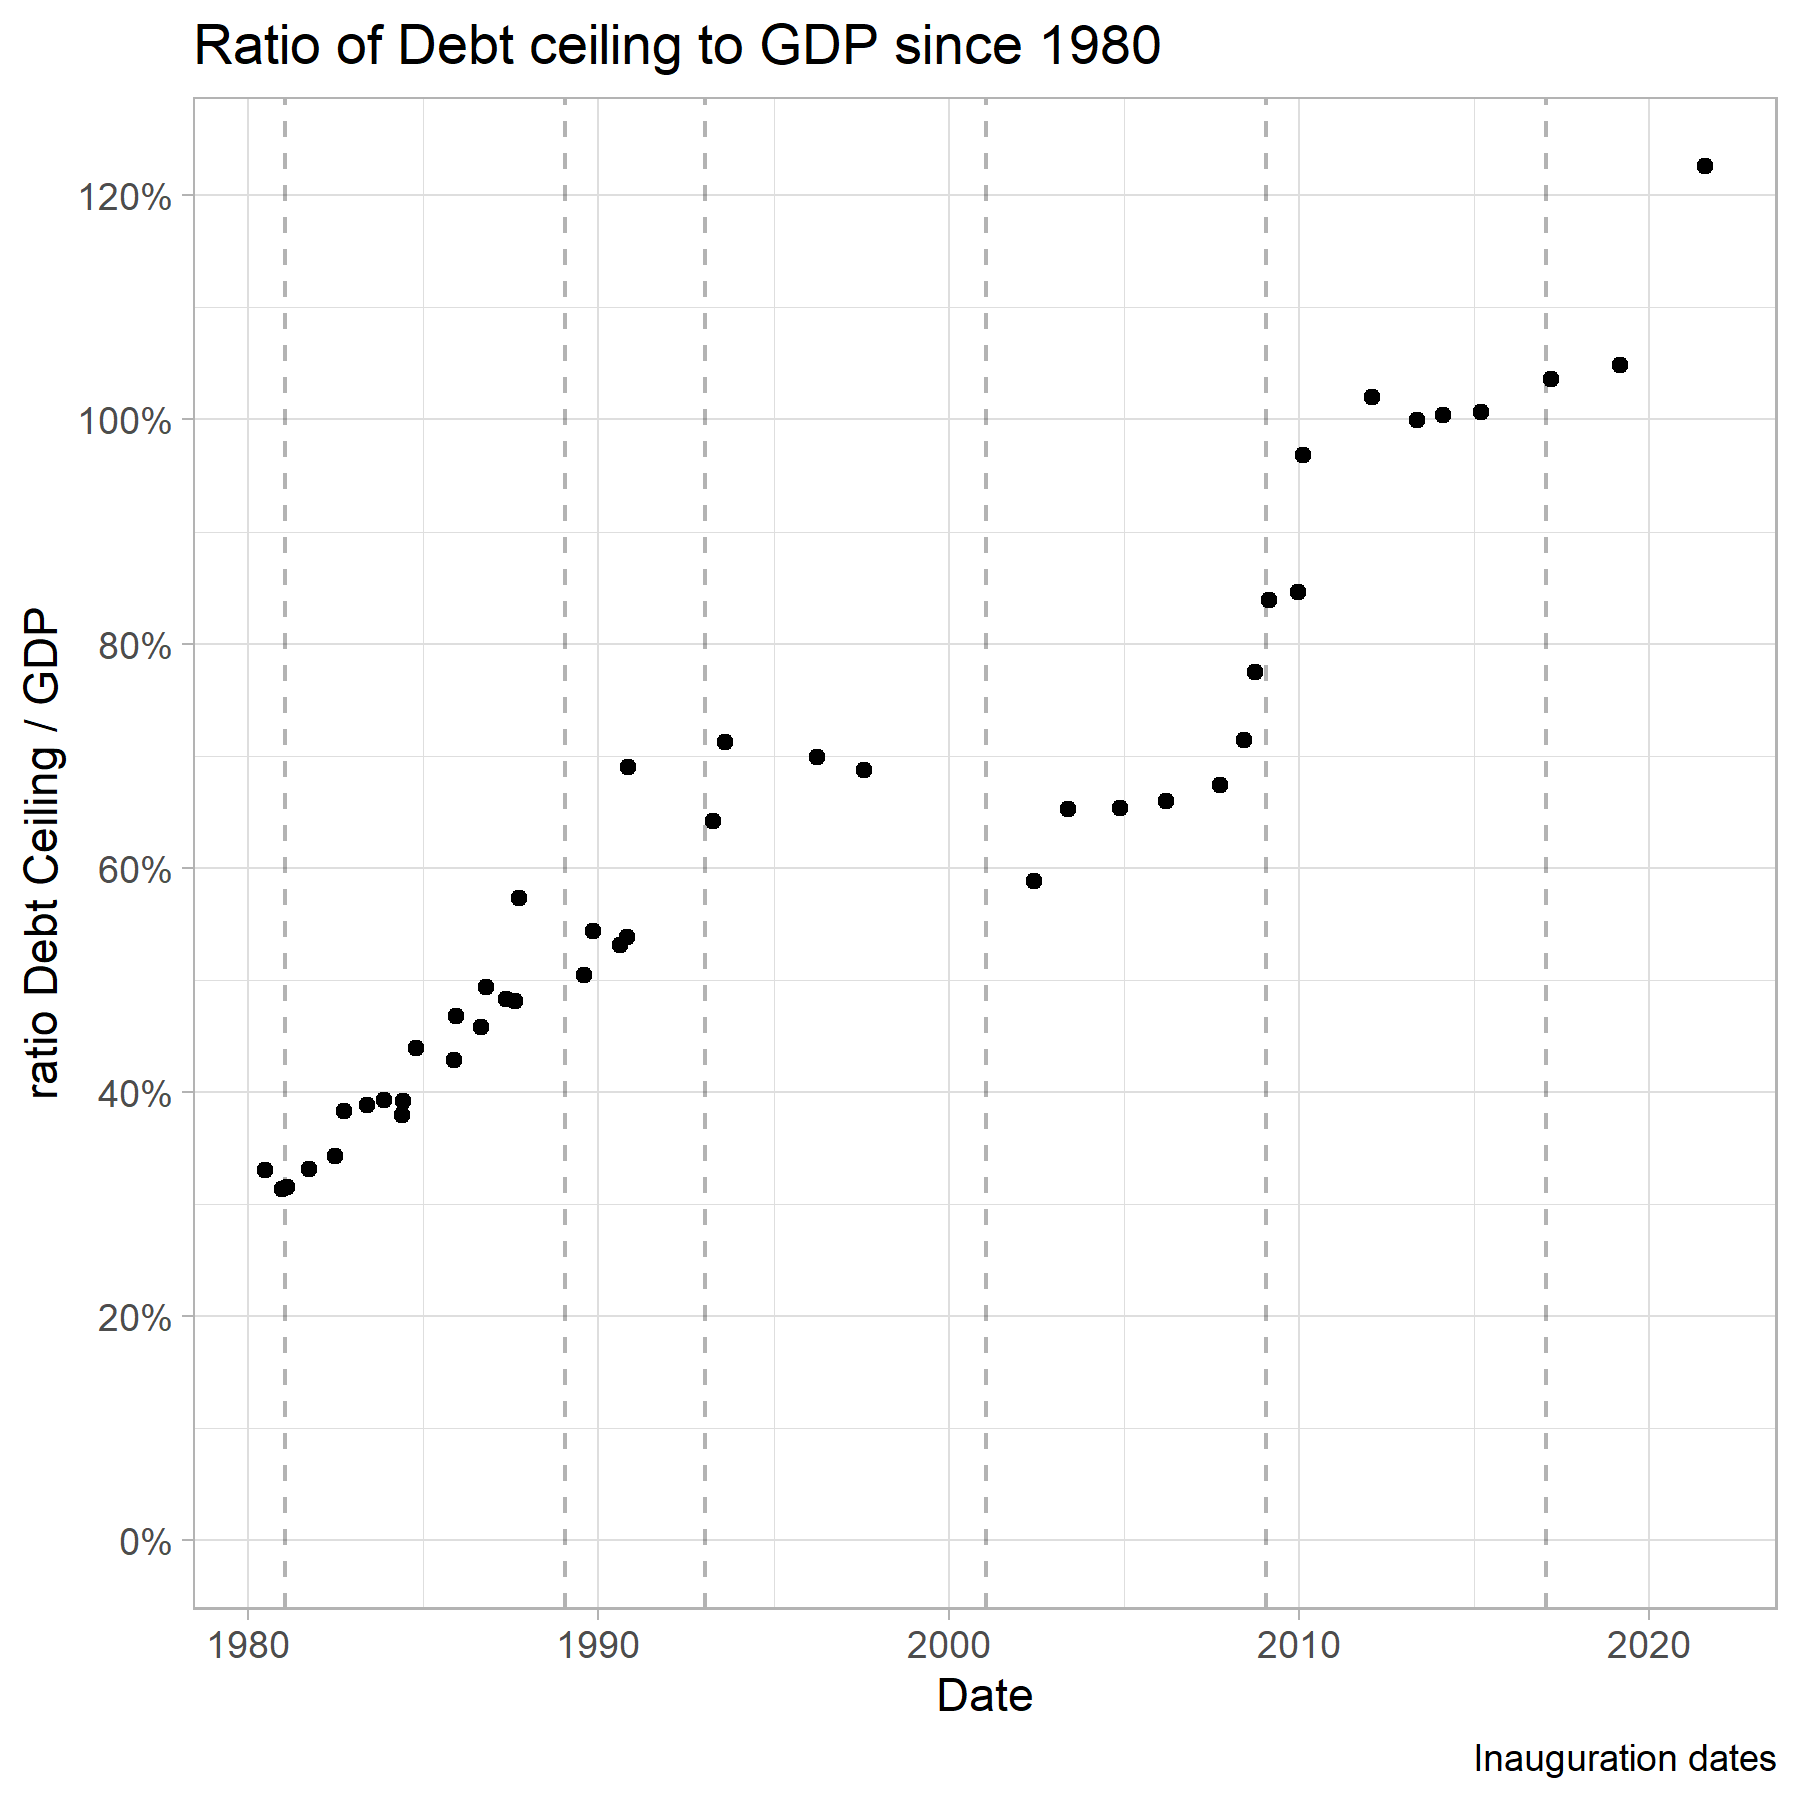 Ratio of Debt ceiling to GDP since 1980
ratio Debt Ceiling / GDP
120%
100%
80%
60%
40%
20%
0%
1980 1990 2000 2010 2020
Date
Inauguration dates